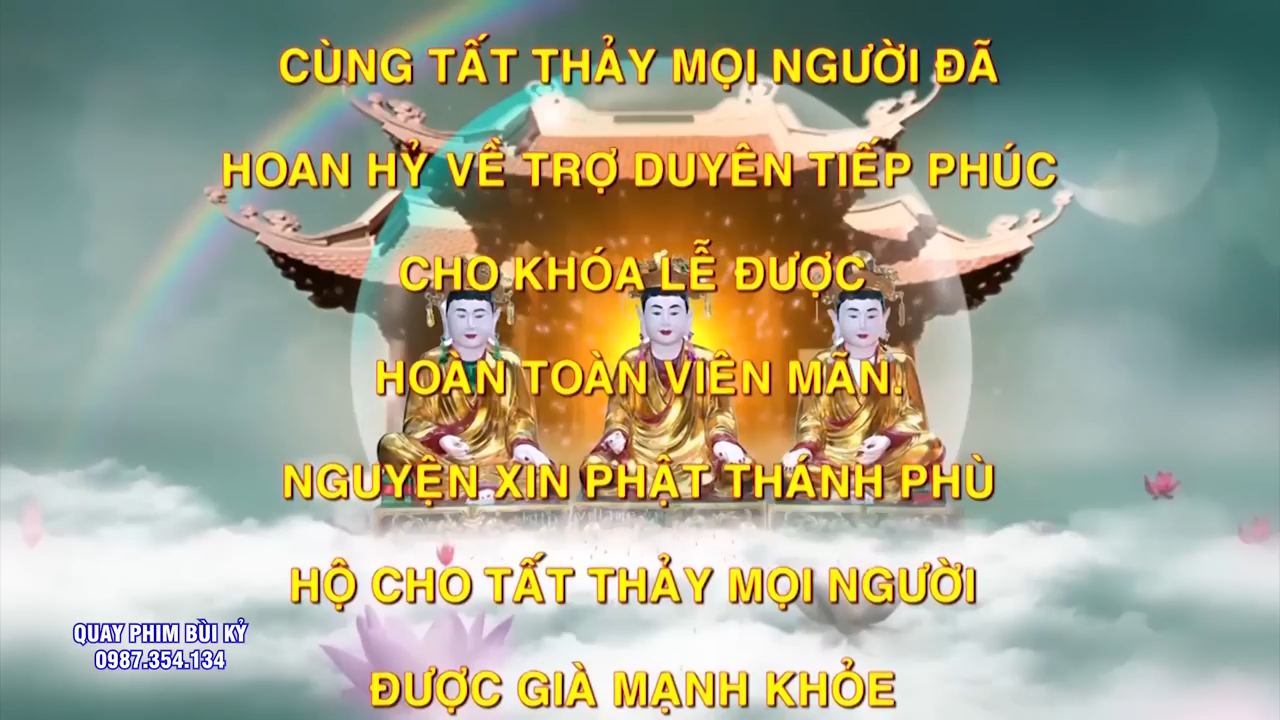 CÙNG TẤT THẢY MỌI NGƯỜI ĐÃ
HOAN HỶ VỀ TRỢ DUYÊN TIẾP PHÚC
CHO KHÓA LỄ ĐƯỢC
HOÀN TOÀN VIÊN MÃN.
NGUYỆN XIN PHẬT THÁNH PHÙ
HỘ CHO TẤT THẢY MỌI NGƯỜI
ĐƯỢC GIÀ MẠNH KHỎE
QUAY PHIM BÙI KỶ
0987.354.134